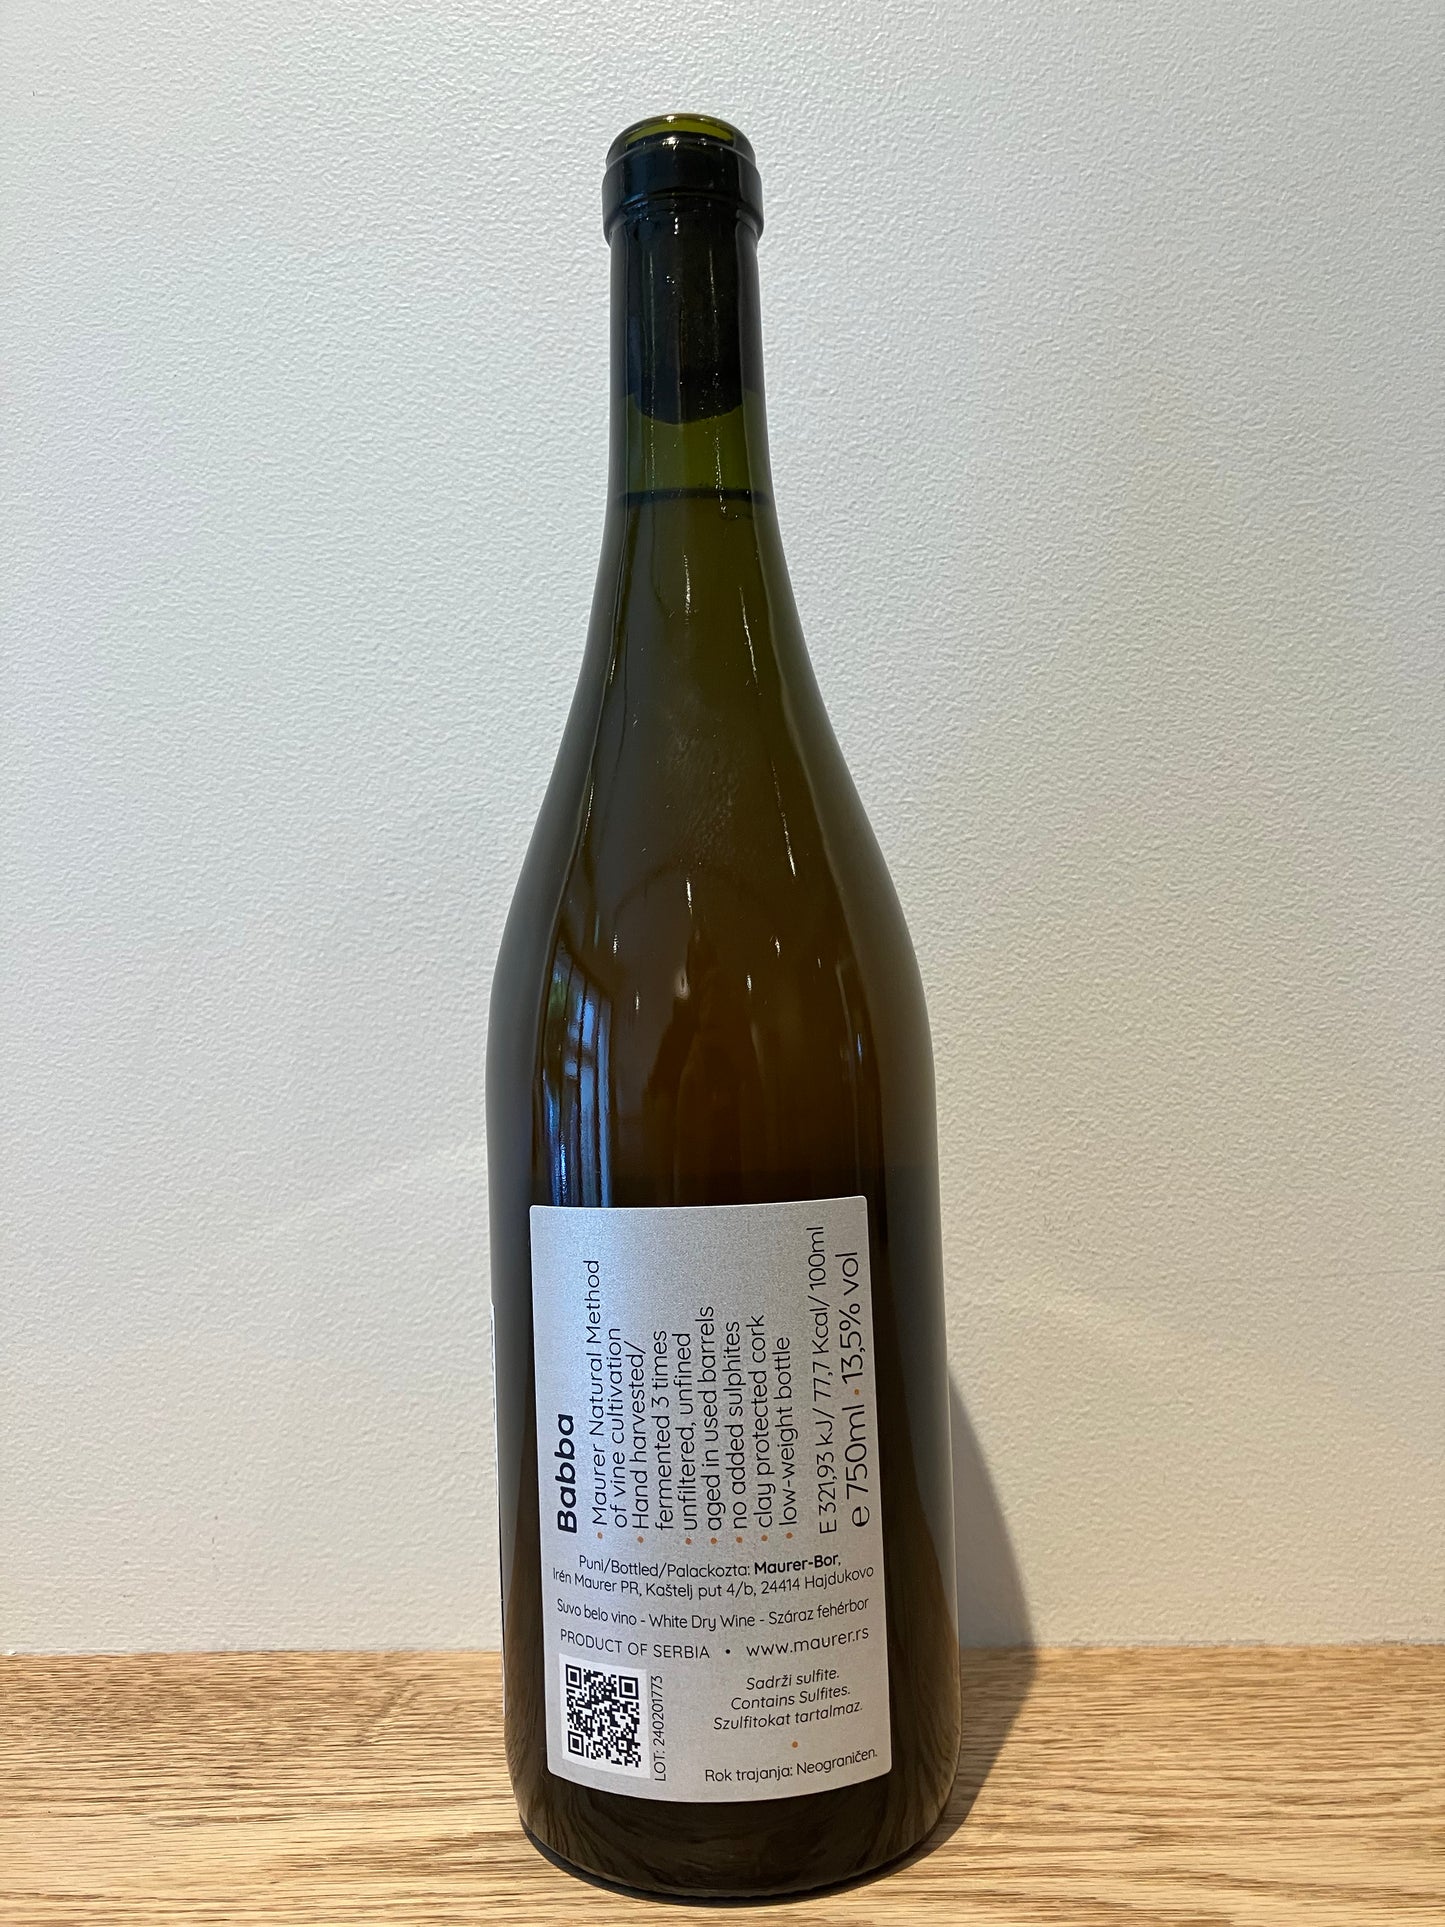 Babba
• Maurer Natural Method
of vine cultivation
• Hand harvested/
fermented 3 times
• unfiltered, unfined
• aged in used barrels
• no added sulphites
• clay protected cork
• low-weight bottle
E 321,93 kJ/ 77,7 Kcal/ 100ml
e 750ml • 13,5% vol
Puni/Bottled/Palackozta: Maurer-Bor,
Irén Maurer PR, Kaštelj put 4/b, 24414 Hajdukovo
Suvo belo vino - White Dry Wine - Száraz fehérbor
PRODUCT OF SERBIA • www.maurer.rs
LOT: 240201773
Sadrži sulfite.
Contains Sulfites.
Szulfitokat tartalmaz.
Rok trajanja: Neograničen.